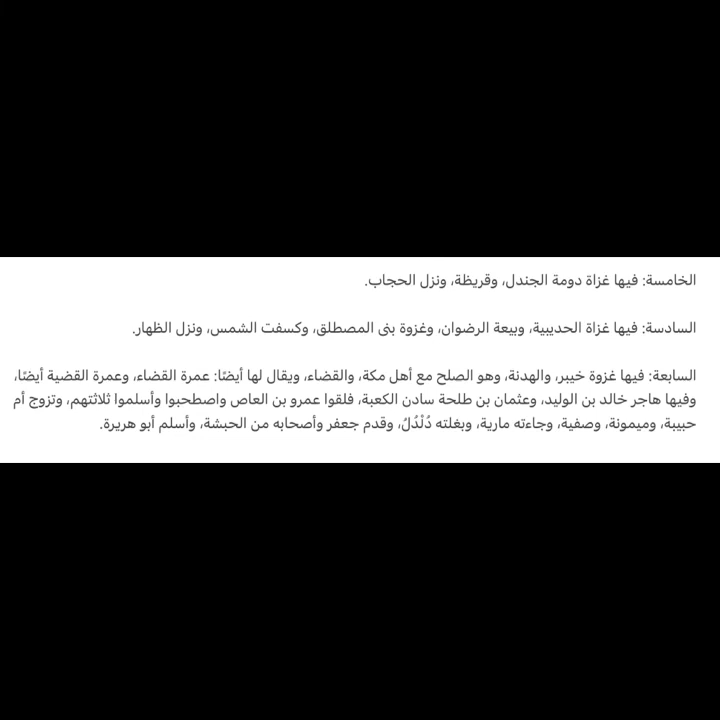 الخامسة: فيها غزاة دومة الجندل، وقريظة، ونزل الحجاب.
السادسة: فيها غزاة الحديبية، وبيعة الرضوان، وغزوة بنى المصطلق، وكسفت الشمس، ونزل الظهار.
السابعة: فيها غزوة خيبر، والهدنة، وهو الصلح مع أهل مكة، والقضاء، ويقال لها أيضًا: عمرة القضاء، وعمرة القضية أيضًا،
وفيها هاجر خالد بن الوليد، وعثمان بن طلحة سادن الكعبة، فلقوا عمرو بن العاص واصطحبوا وأسلموا ثلاثتهم، وتزوج أم
حبيبة، وميمونة، وصفية، وجاءته مارية، وبغلته دُلْدُلٌ، وقدم جعفر وأصحابه من الحبشة، وأسلم أبو هريرة.